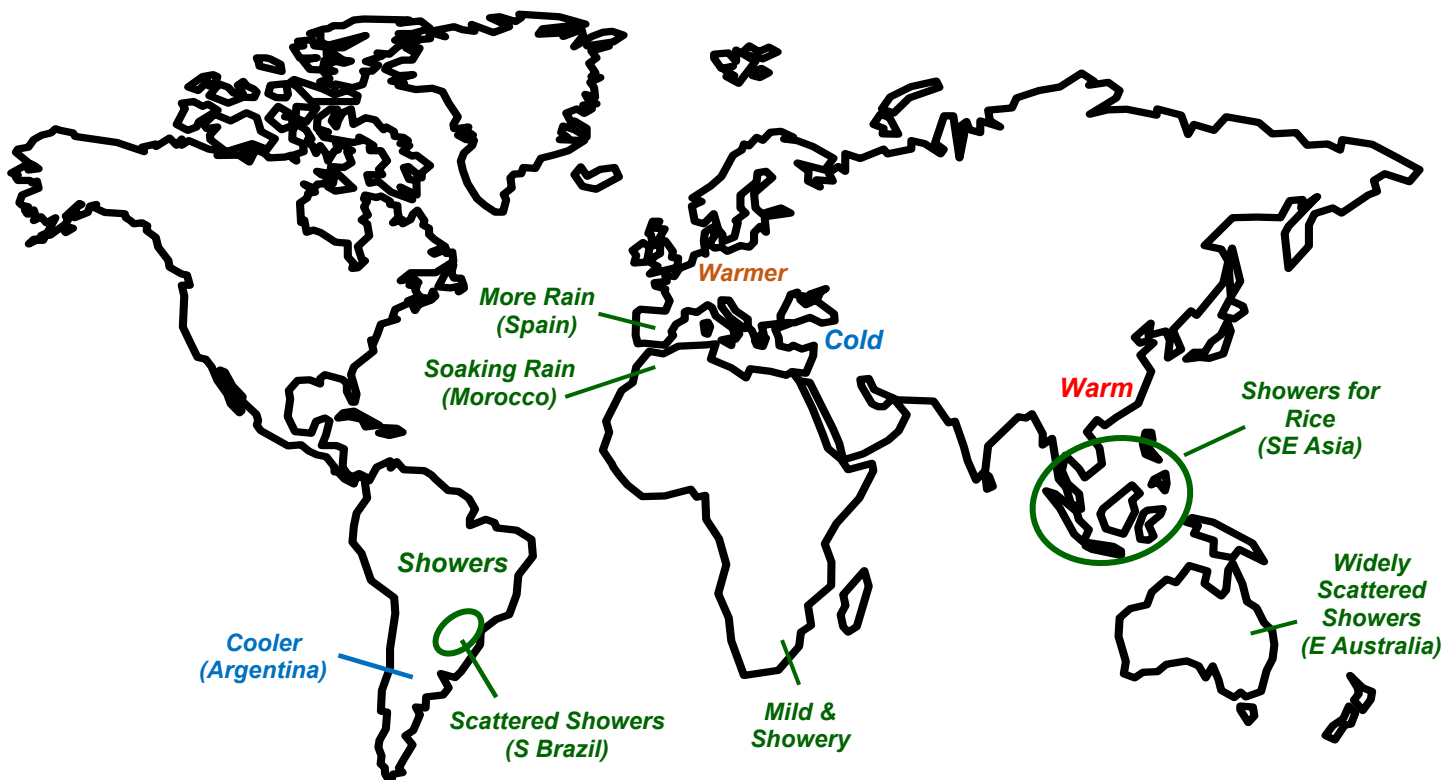 Warmer
More Rain
(Spain)
Cold
Soaking Rain
(Morocco)
Warm
Showers for
Rice
(SE Asia)
Showers
Widely
Scattered
Showers
(E Australia)
Cooler
(Argentina)
Scattered Showers
(S Brazil)
Mild &
Showery